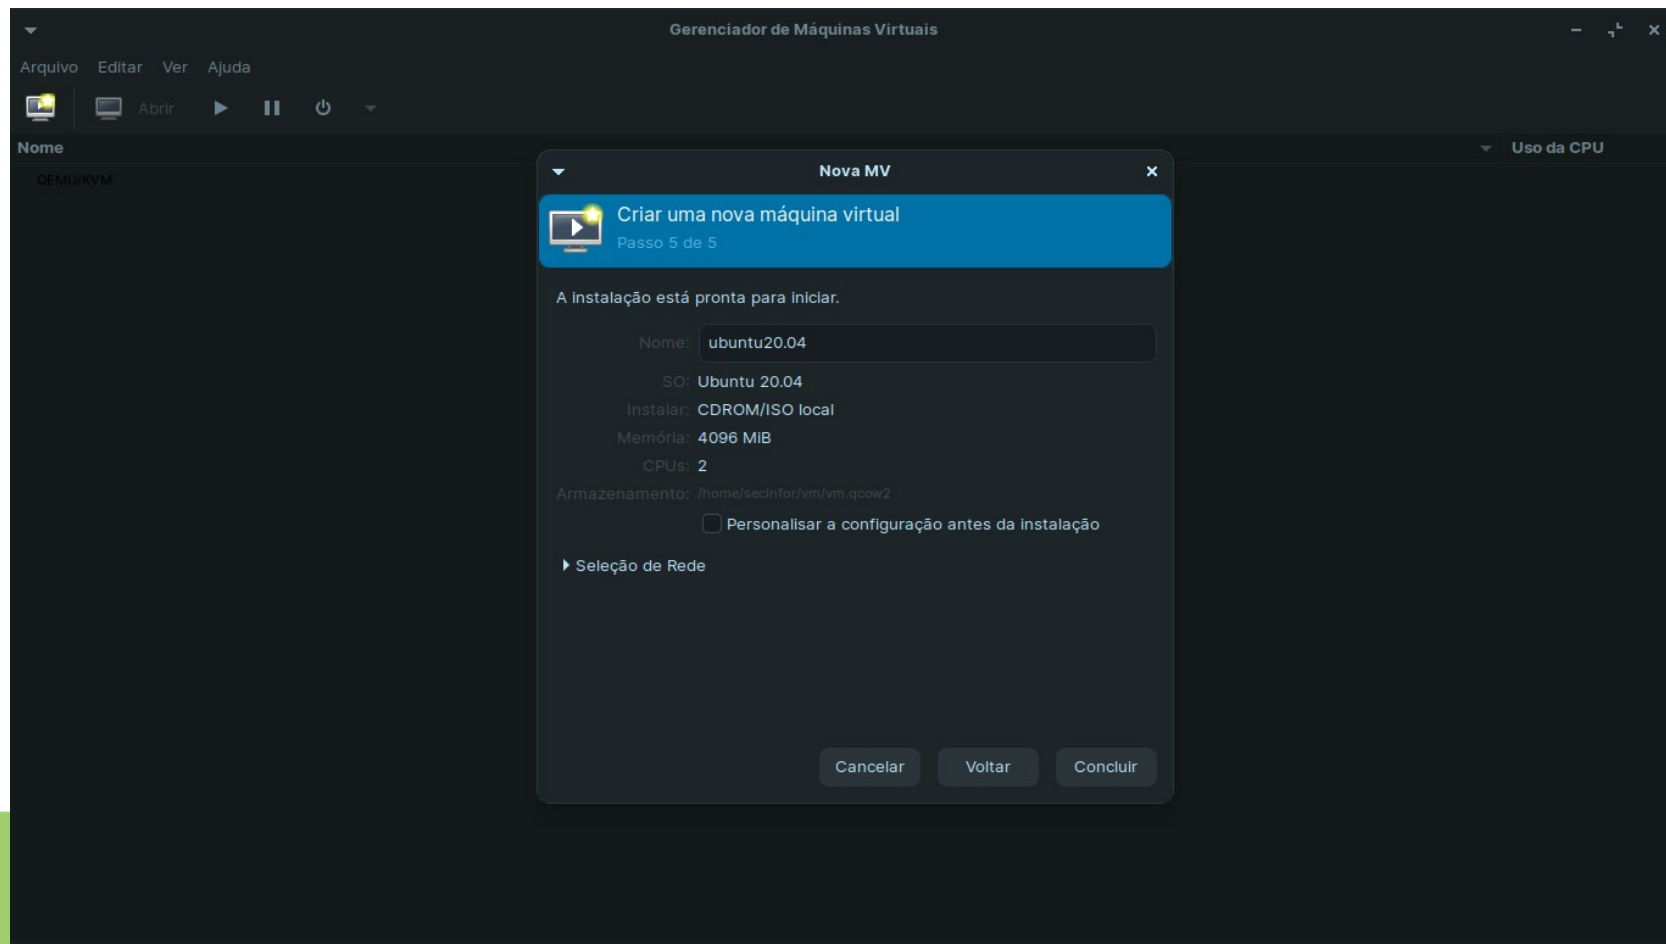 Gerenciador de Máquinas Virtuais
Arquivo Editar Ver Ajuda
Abrir
Nome Uso da CPU
QEMU/KVM
Nova MV
Criar uma nova máquina virtual
Passo 5 de 5
A instalação está pronta para iniciar.
Nome: ubuntu20.04
SO: Ubuntu 20.04
Instalar: CDROM/ISO local
Memória: 4096 MiB
CPUs: 2
Armazenamento: /home/secinfor/vm/vm.qcow2
Personalisar a configuração antes da instalação
Seleção de Rede
Cancelar Voltar Concluir